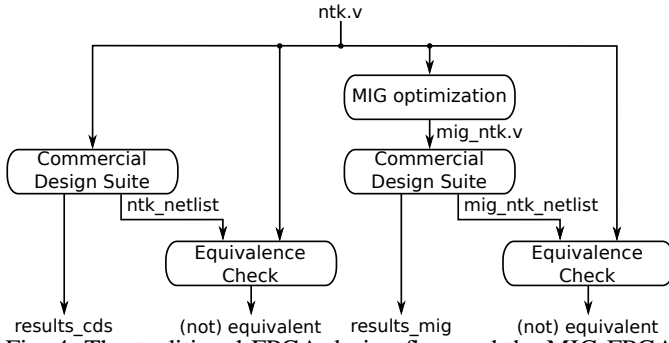 ntk.v
MIG optimization
mig_ntk.v
Commercial
Design Suite
Commercial
Design Suite
ntk_netlist
mig_ntk_netlist
Equivalence
Check
Equivalence
Check
results_cds
(not) equivalent
results_mig
(not) equivalent